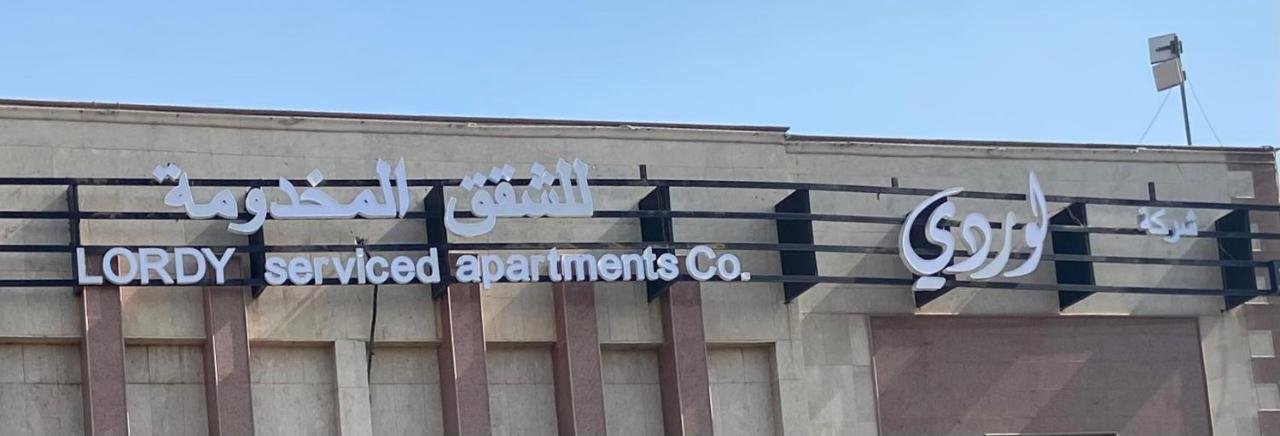 شركة لوردي للشقق المخدومة
LORDY serviced apartments Co.